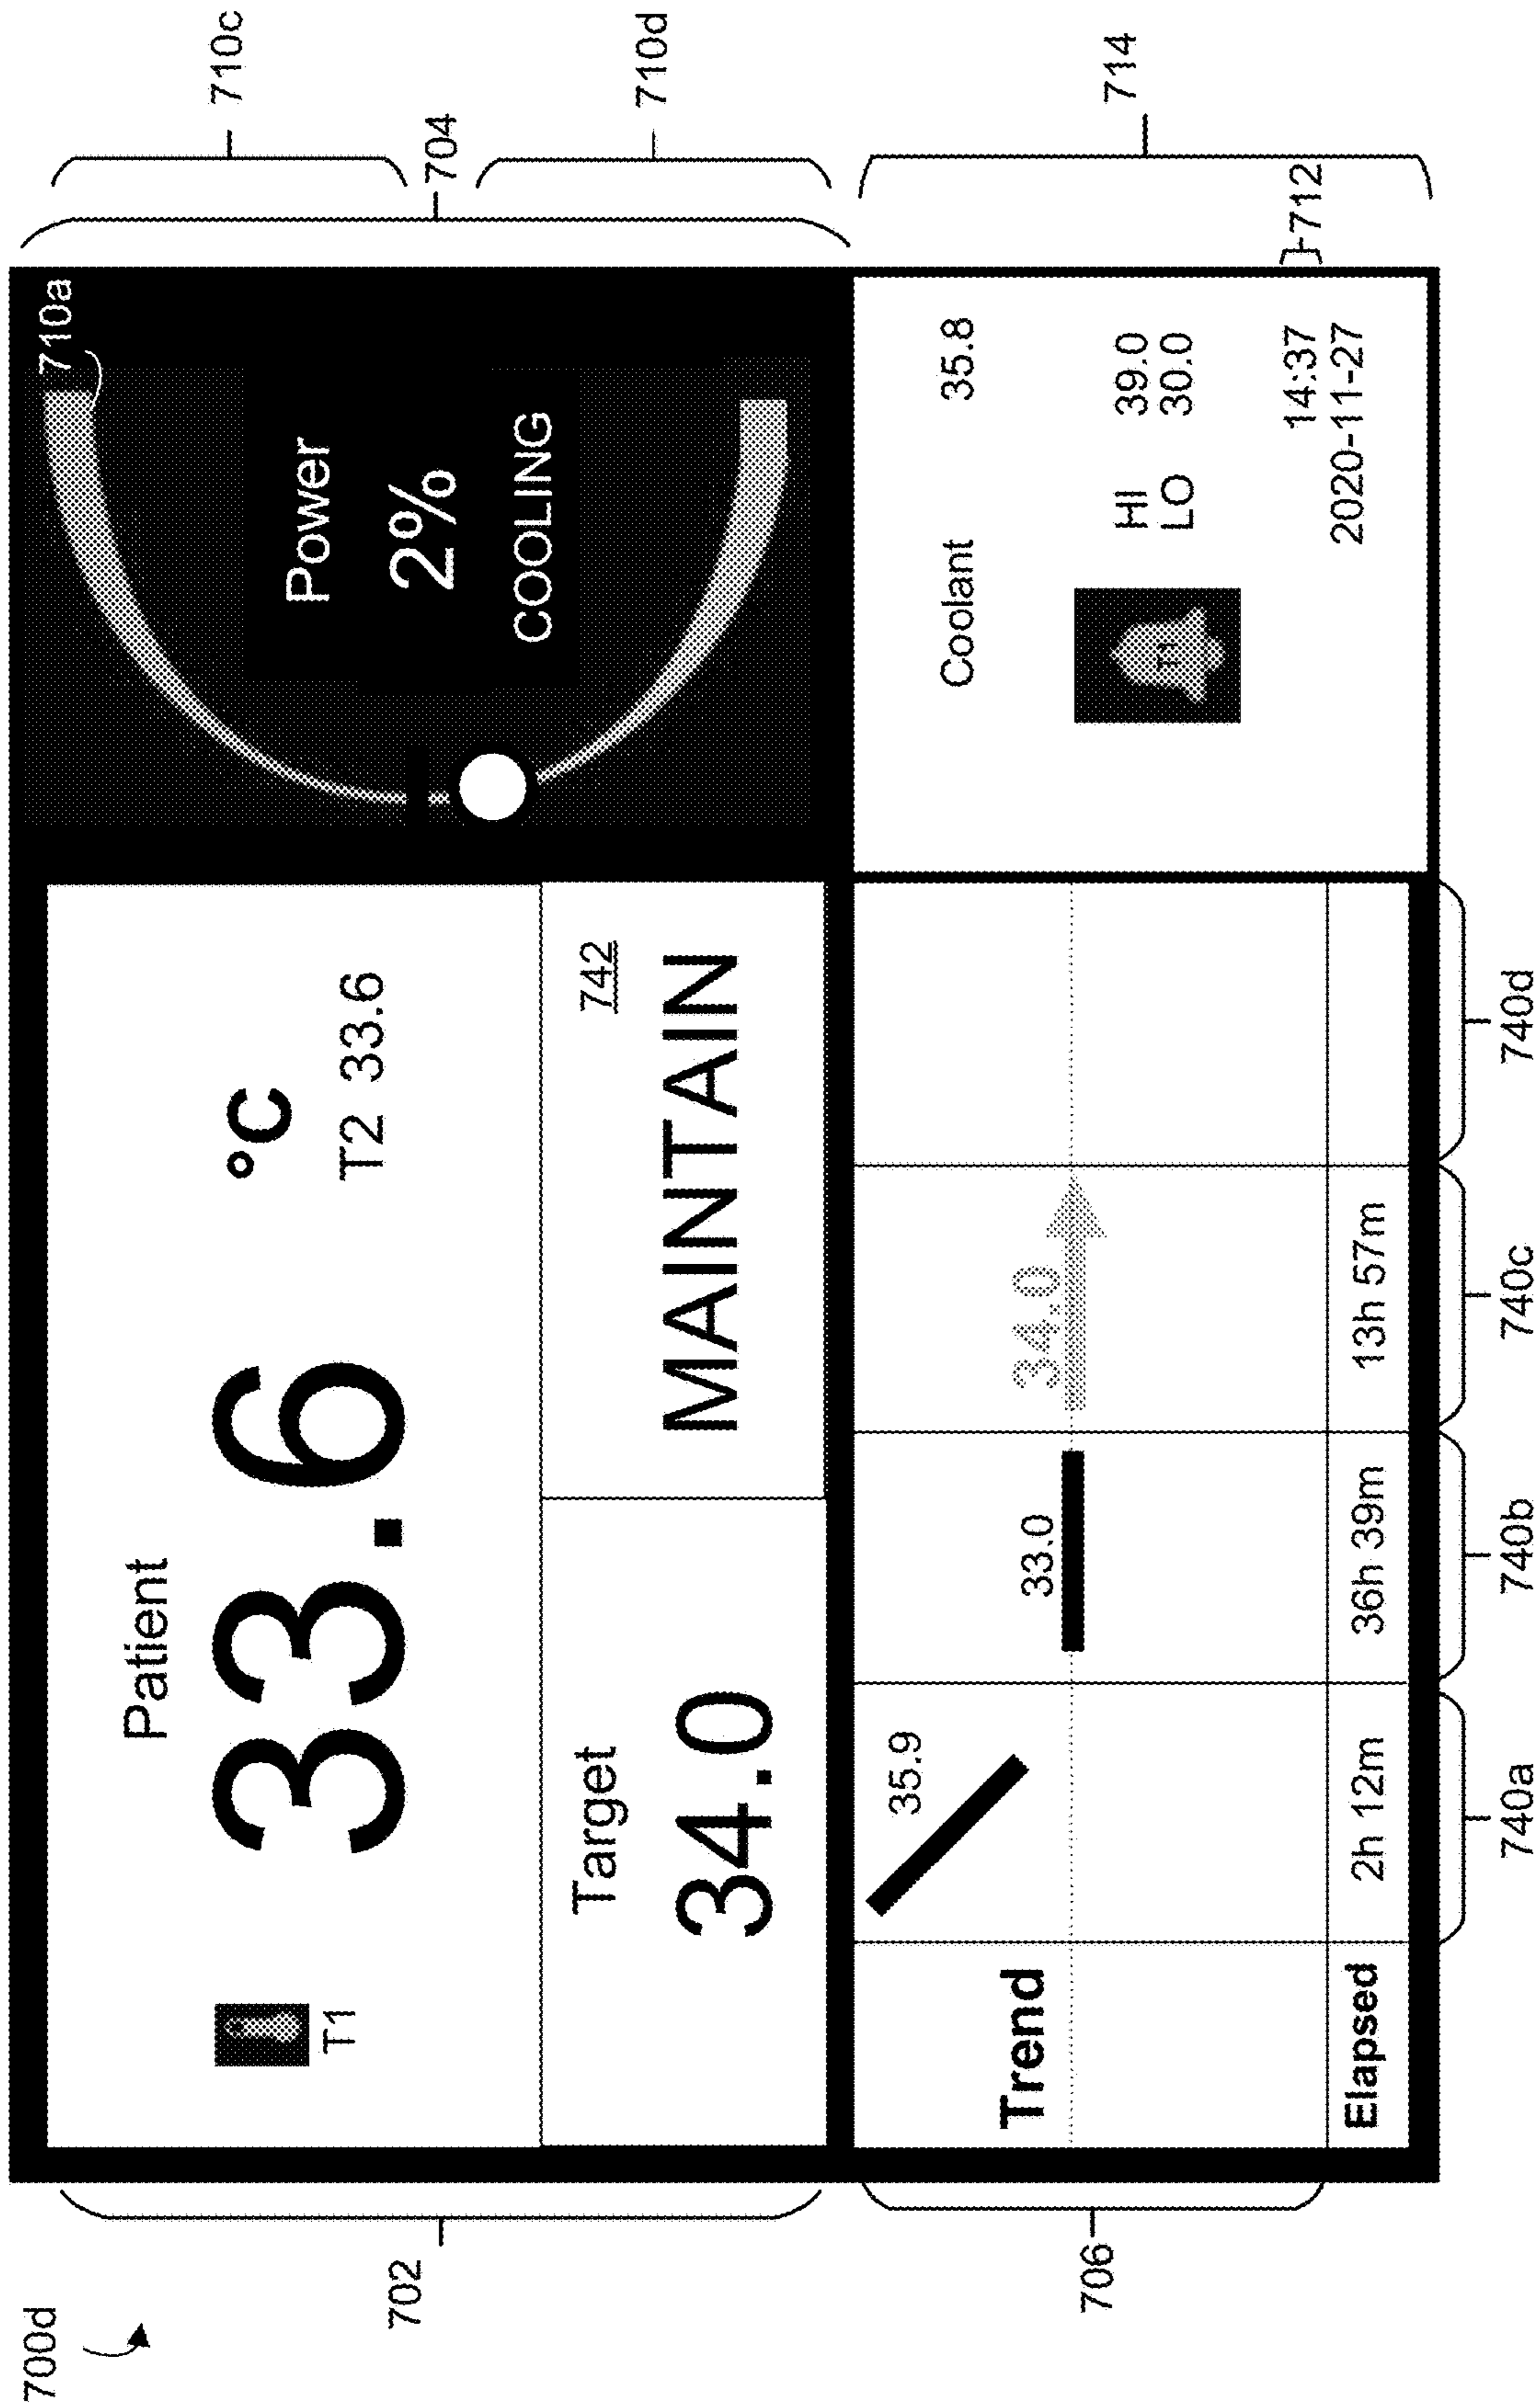 700d
710a
710c
704
710d
702
Patient
T1
33.6
°C
T2 33.6
Power
2%
COOLING
Target
34.0
742
MAINTAIN
714
706
Trend
35.9
33.0
34.0
Coolant 35.8
T1
HI 39.0
LO 30.0
14:37
2020-11-27
712
Elapsed
2h 12m
36h 39m
13h 57m
740a
740b
740c
740d